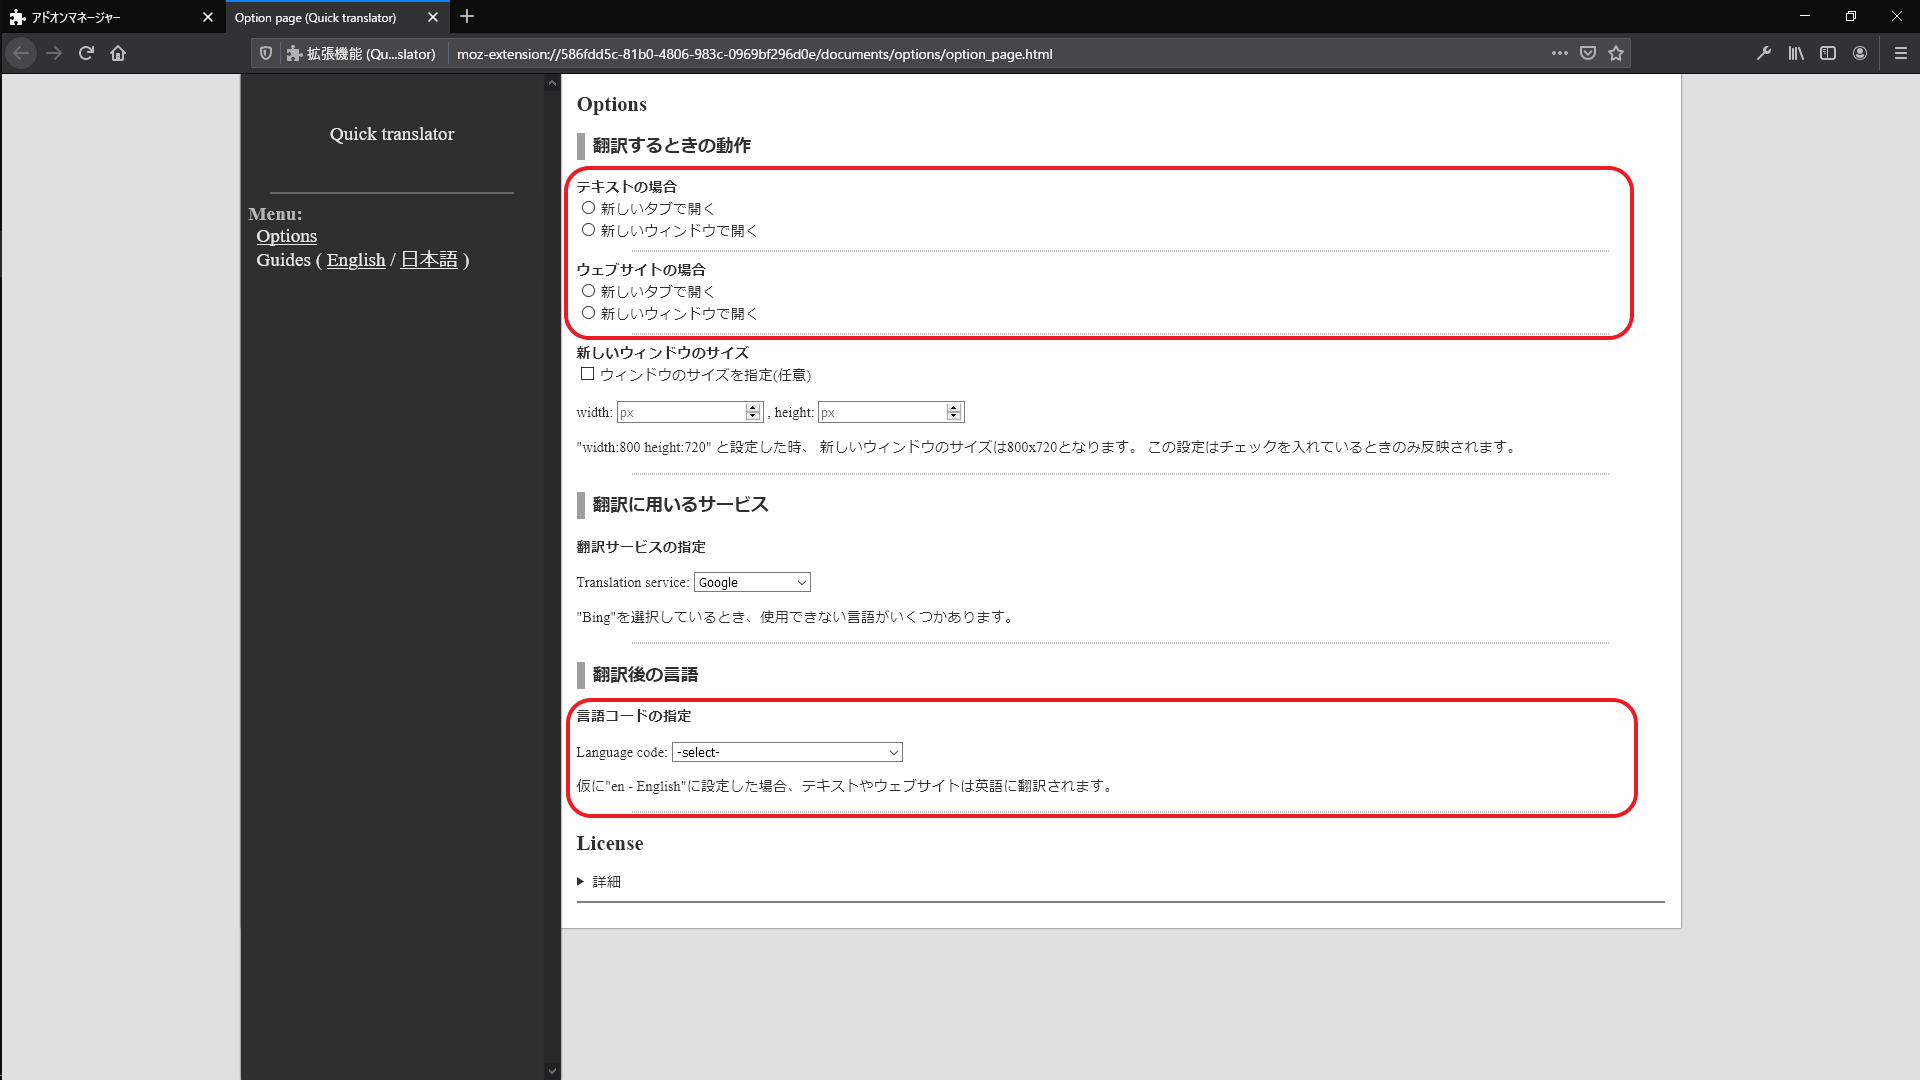 アドオンマネージャー
Option page (Quick translator)
拡張機能 (Qu...slator)
moz-extension://586fdd5c-81b0-4806-983c-0969bf296d0e/documents/options/option_page.html
Quick translator
Menu:
Options
Guides ( English / 日本語 )
Options
翻訳するときの動作
テキストの場合
新しいタブで開く
新しいウィンドウで開く
ウェブサイトの場合
新しいタブで開く
新しいウィンドウで開く
新しいウィンドウのサイズ
ウィンドウのサイズを指定(任意)
width: px , height: px
"width:800 height:720" と設定した時、 新しいウィンドウのサイズは800x720となります。 この設定はチェックを入れているときのみ反映されます。
翻訳に用いるサービス
翻訳サービスの指定
Translation service: Google
"Bing"を選択しているとき、使用できない言語がいくつかあります。
翻訳後の言語
言語コードの指定
Language code: -select-
仮に"en - English"に設定した場合、テキストやウェブサイトは英語に翻訳されます。
License
詳細